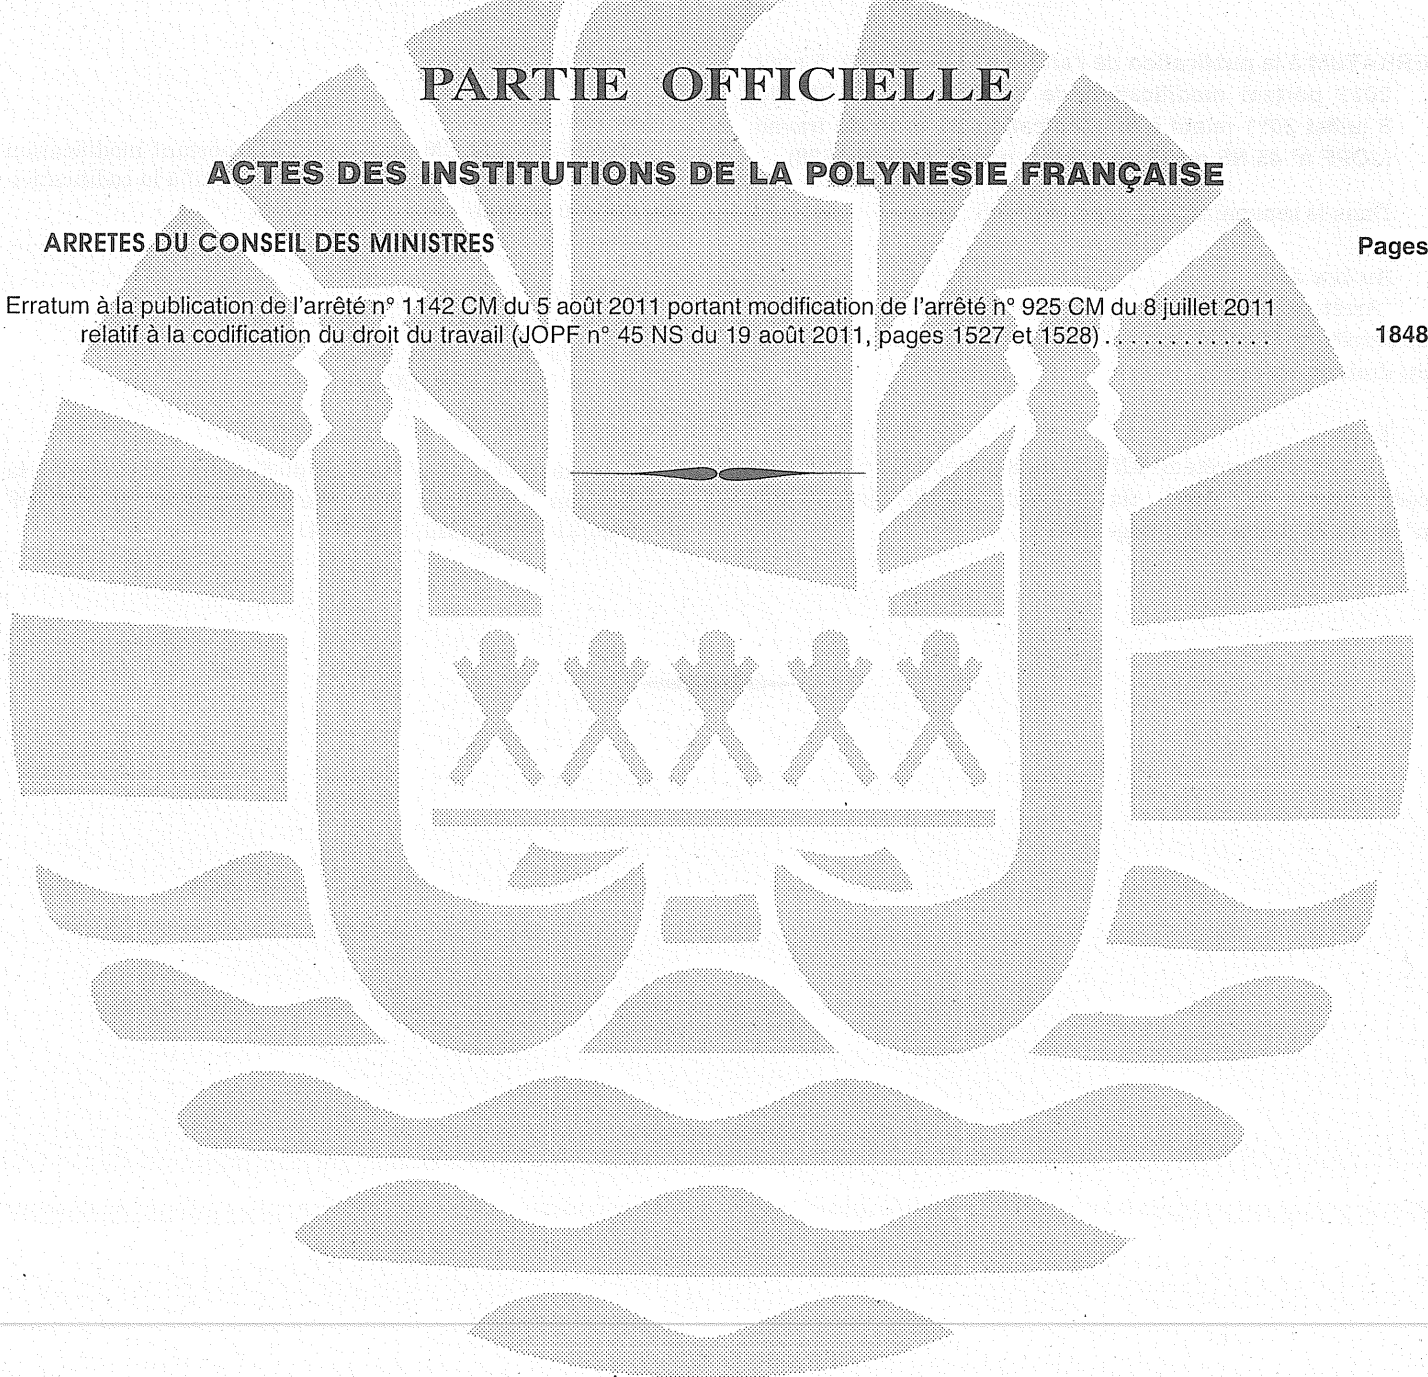 PARTIE OFFICIELLE
ACTES DES INSTITUTIONS DE LA POLYNESIE FRANÇAISE
ARRETES DU CONSEIL DES MINISTRES Pages
Erratum à la publication de l'arrêté n° 1142 CM du 5 août 2011 portant modification de l'arrêté n° 925 CM du 8 juillet 2011
relatif à la codification du droit du travail (JOPF n° 45 NS du 19 août 2011, pages 1527 et 1528) . . . . . . . . . . . . . 1848